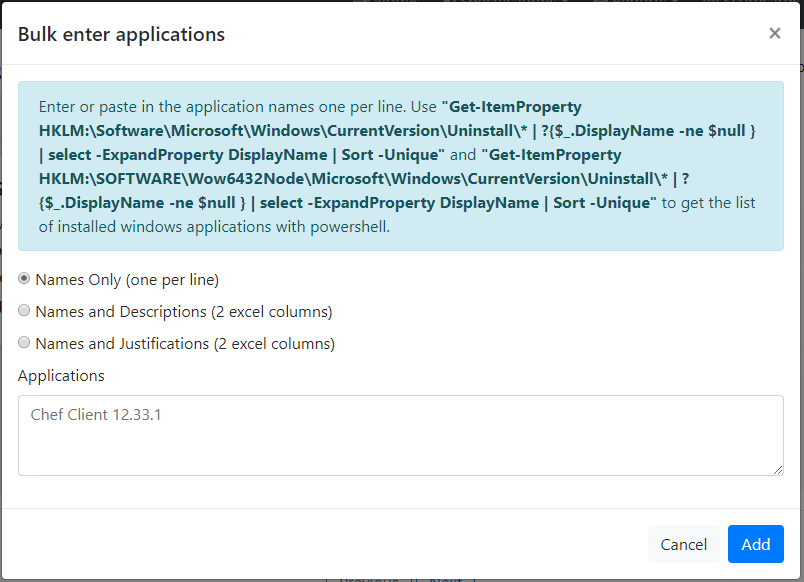 Bulk enter applications ×
Enter or paste in the application names one per line. Use "Get-ItemProperty
HKLM:\Software\Microsoft\Windows\CurrentVersion\Uninstall\* | ?{$_.DisplayName -ne $null }
| select -ExpandProperty DisplayName | Sort -Unique" and "Get-ItemProperty
HKLM:\SOFTWARE\Wow6432Node\Microsoft\Windows\CurrentVersion\Uninstall\* | ?
{$_.DisplayName -ne $null } | select -ExpandProperty DisplayName | Sort -Unique" to get the list
of installed windows applications with powershell.
Names Only (one per line)
Names and Descriptions (2 excel columns)
Names and Justifications (2 excel columns)
Applications
Chef Client 12.33.1
Cancel Add